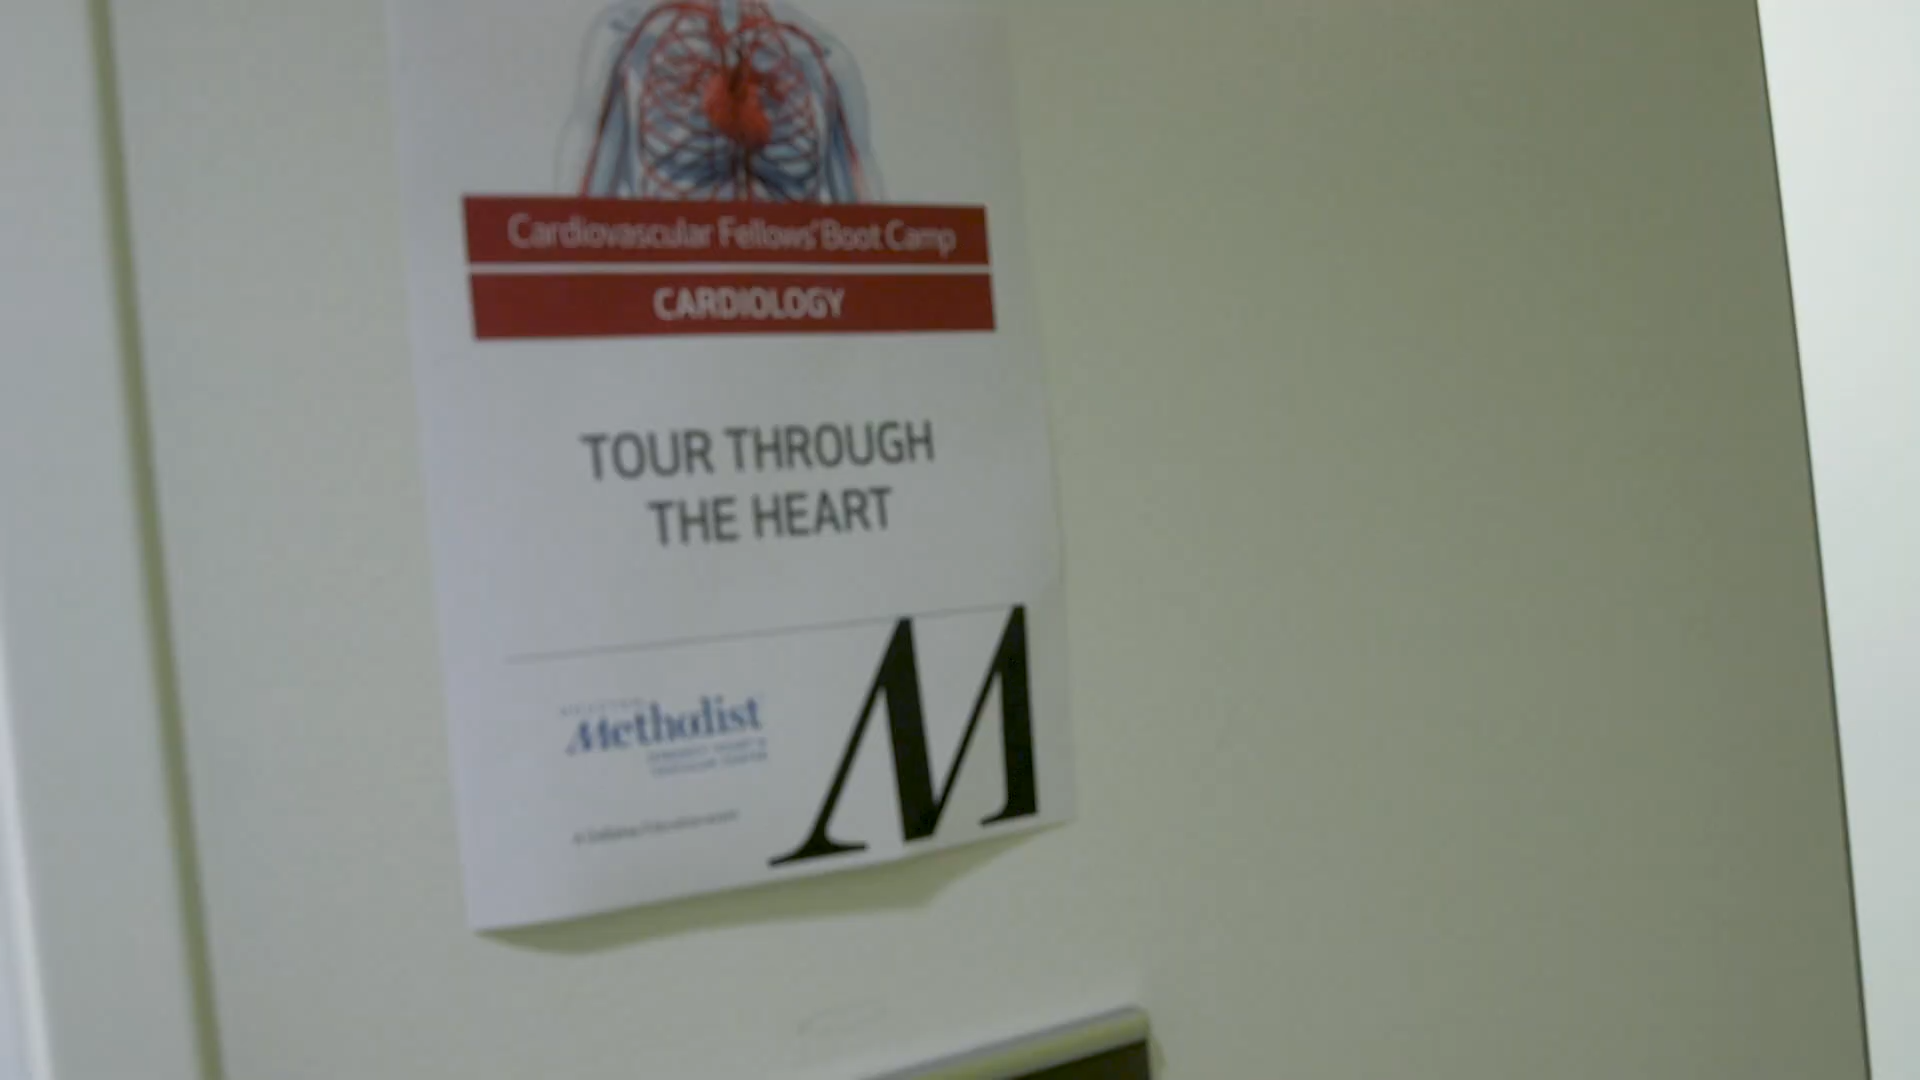 Cardiovascular Fellows' Boot Camp
CARDIOLOGY
TOUR THROUGH
THE HEART
Methodist
M